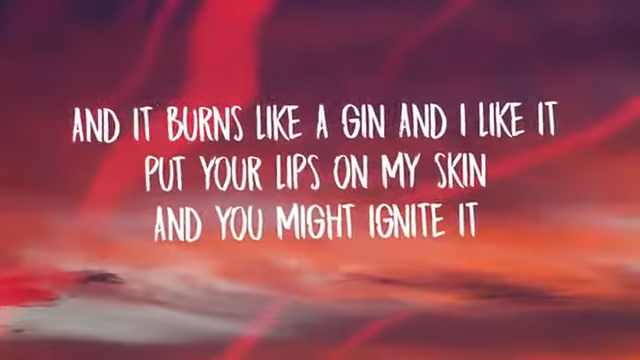 AND IT BURNS LIKE A GIN AND I LIKE IT
PUT YOUR LIPS ON MY SKIN
AND YOU MIGHT IGNITE IT